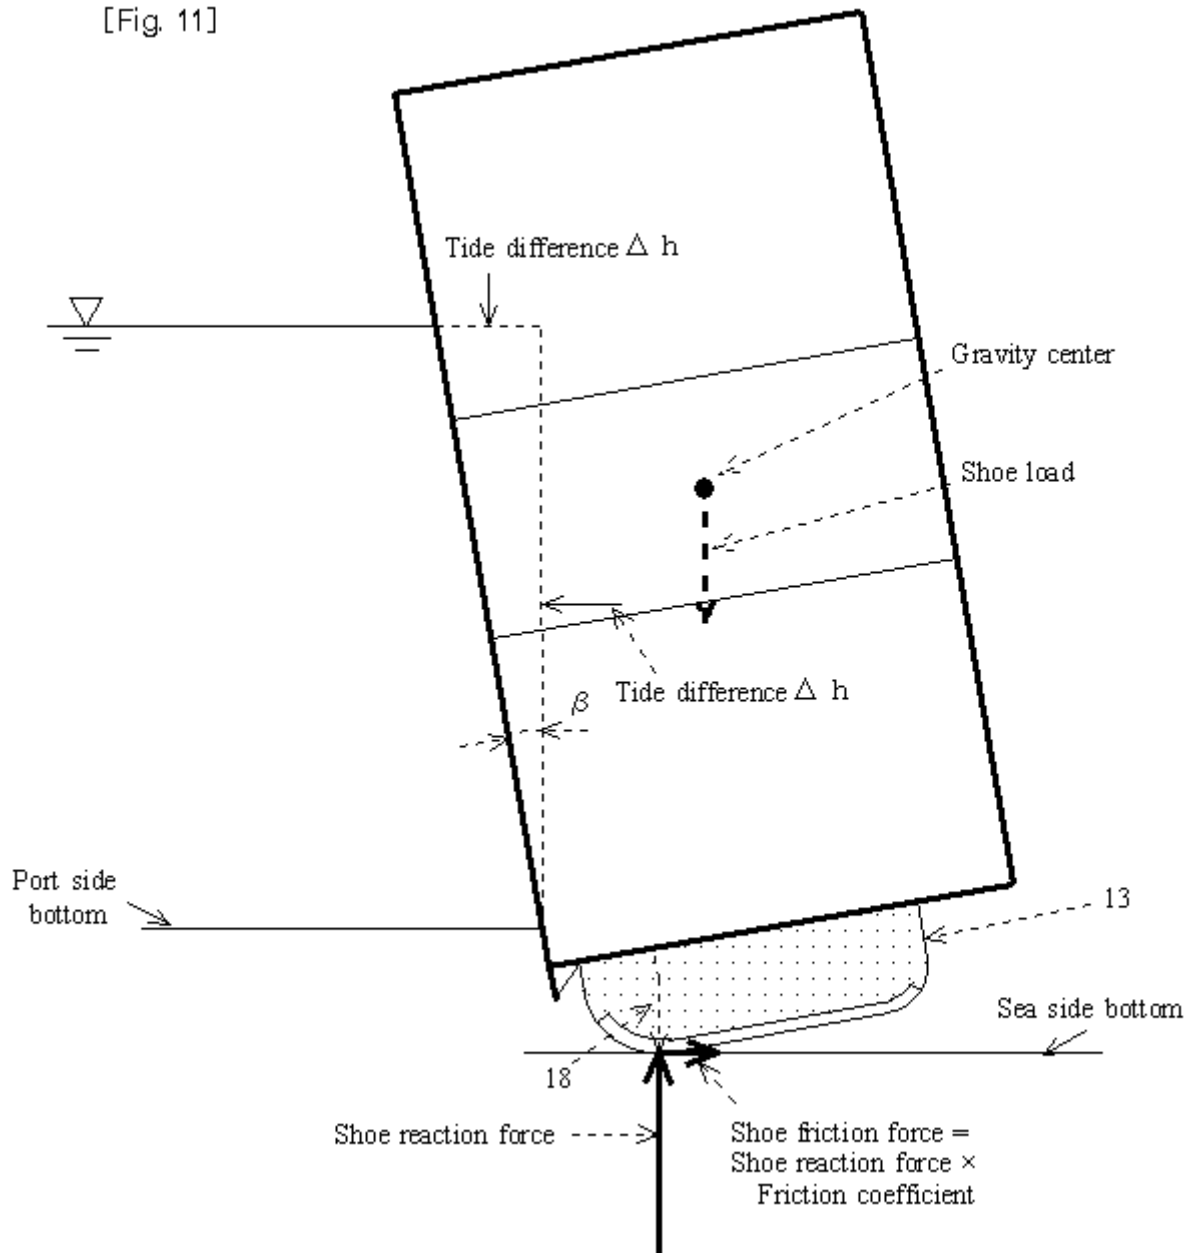 [Fig. 11]
Tide difference △ h
Gravity center
Shoe load
Tide difference △ h
β
Port side
bottom
13
Sea side bottom
18
Shoe reaction force
Shoe friction force =
Shoe reaction force ×
Friction coefficient